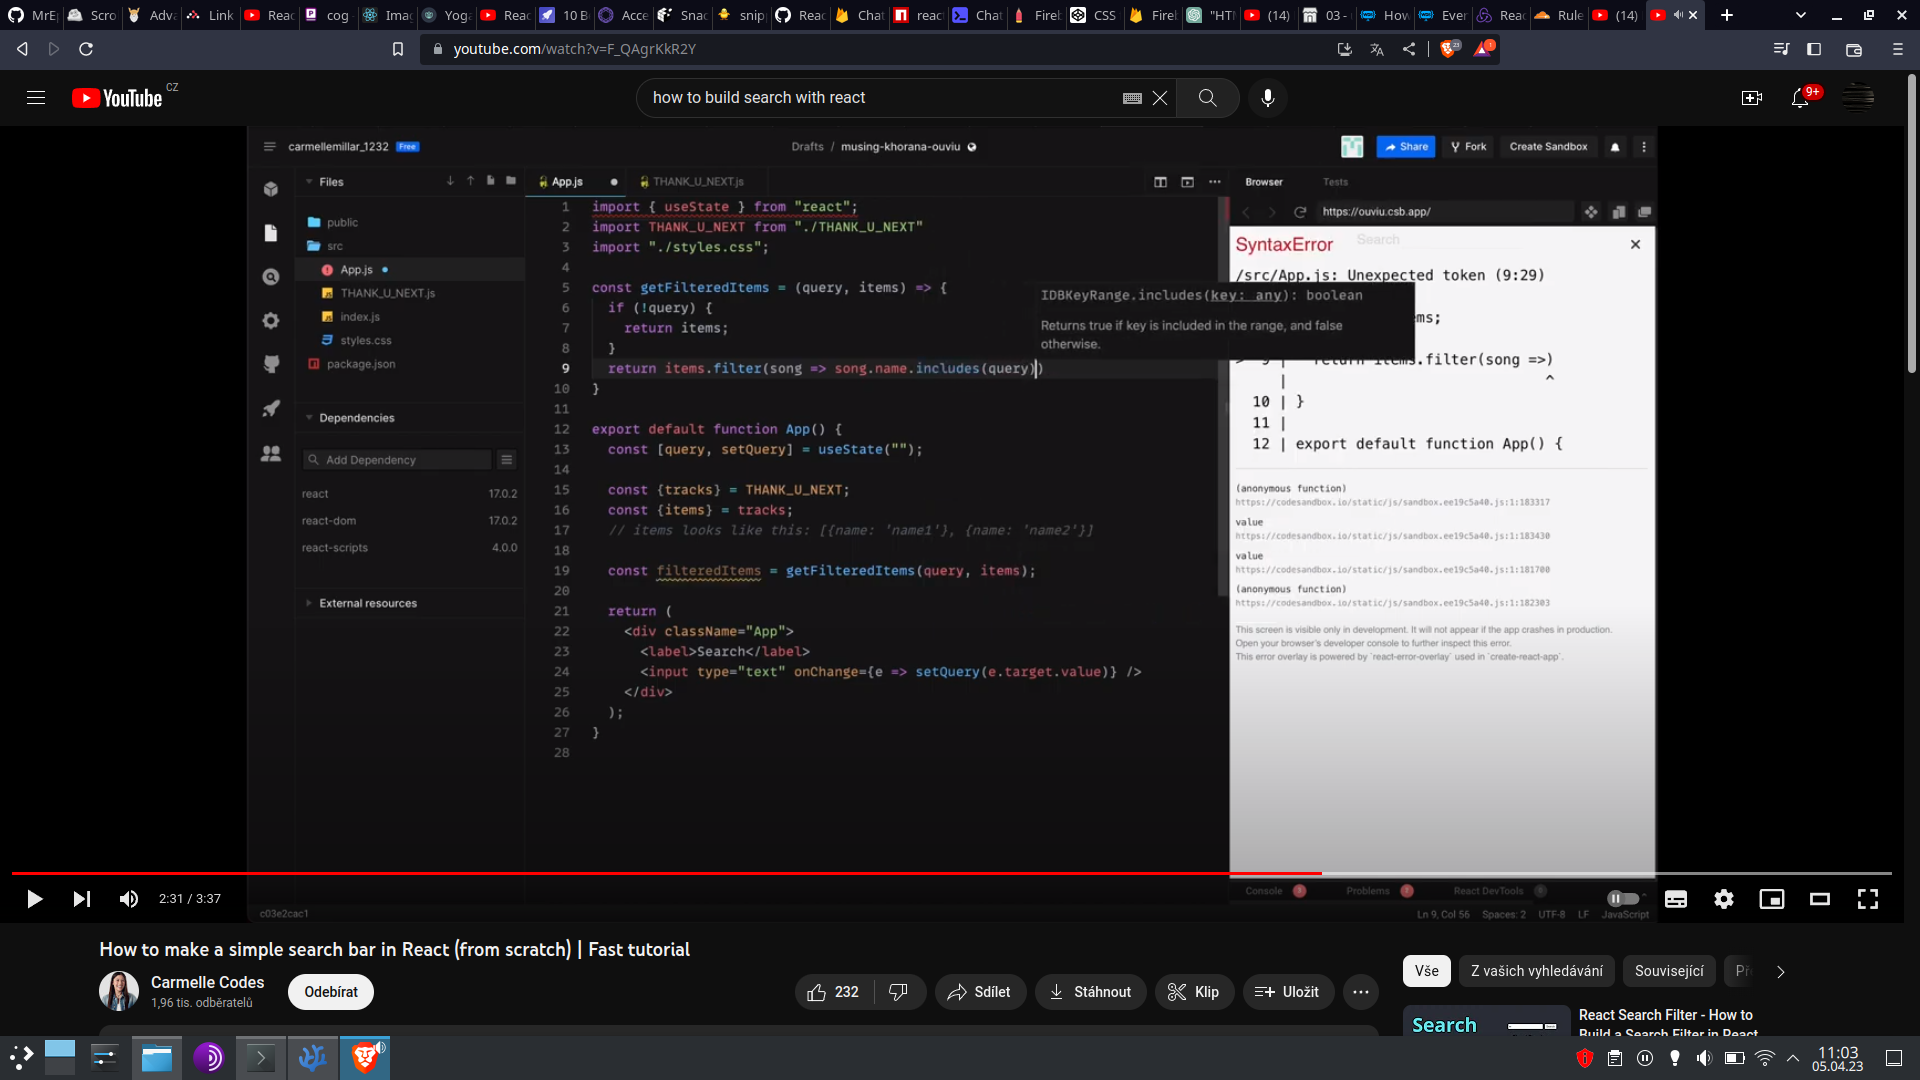 MrE
Scro
Adva
Link
Reac
cog
Imag
Yoga
Reac
10 B
Acce
Snac
snip
Reac
Chat
reac
Chat
Fireb
CSS
Firel
"HT
(14)
03 -
How
Ever
Reac
Rule
(14)
youtube.com/watch?v=F_QAgrKkR2Y
23
1
YouTube CZ
how to build search with react
9+
carmellemillar_1232 Free
Drafts / musing-khorana-ouviu
Share Fork Create Sandbox
Files
public
src
App.js
THANK_U_NEXT.js
index.js
styles.css
package.json
Dependencies
Add Dependency
react 17.0.2
react-dom 17.0.2
react-scripts 4.0.0
External resources
c03e2cac1
App.js THANK_U_NEXT.js
1 import { useState } from "react";
2 import THANK_U_NEXT from "./THANK_U_NEXT"
3 import "./styles.css";
4
5 const getFilteredItems = (query, items) => {
6 if (!query) {
7 return items;
8 }
9 return items.filter(song => song.name.includes(query))
10 }
11
12 export default function App() {
13 const [query, setQuery] = useState("");
14
15 const {tracks} = THANK_U_NEXT;
16 const {items} = tracks;
17 // items looks like this: [{name: 'name1'}, {name: 'name2'}]
18
19 const filteredItems = getFilteredItems(query, items);
20
21 return (
22 <div className="App">
23 <label>Search</label>
24 <input type="text" onChange={e => setQuery(e.target.value)} />
25 </div>
26 );
27 }
28
IDBKeyRange.includes(key: any): boolean
Returns true if key is included in the range, and false
otherwise.
Browser Tests
https://ouviu.csb.app/
Search
SyntaxError
/src/App.js: Unexpected token (9:29)
ms;
> 9 | return items.filter(song =>)
| ^
10 | }
11 |
12 | export default function App() {
(anonymous function)
https://codesandbox.io/static/js/sandbox.ee19c5a40.js:1:183317
value
https://codesandbox.io/static/js/sandbox.ee19c5a40.js:1:183430
value
https://codesandbox.io/static/js/sandbox.ee19c5a40.js:1:181700
(anonymous function)
https://codesandbox.io/static/js/sandbox.ee19c5a40.js:1:182303
This screen is visible only in development. It will not appear if the app crashes in production.
Open your browser's developer console to further inspect this error.
This error overlay is powered by `react-error-overlay` used in `create-react-app`.
Console Problems React DevTools
Ln 9, Col 56 Spaces: 2 UTF-8 LF JavaScript
2:31 / 3:37
How to make a simple search bar in React (from scratch) | Fast tutorial
Carmelle Codes
1,96 tis. odběratelů
Odebírat
232
Sdílet
Stáhnout
Klip
Uložit
Vše
Z vašich vyhledávání
Související
Search
React Search Filter - How to
Build a Search Filter in React
11:03
05.04.23